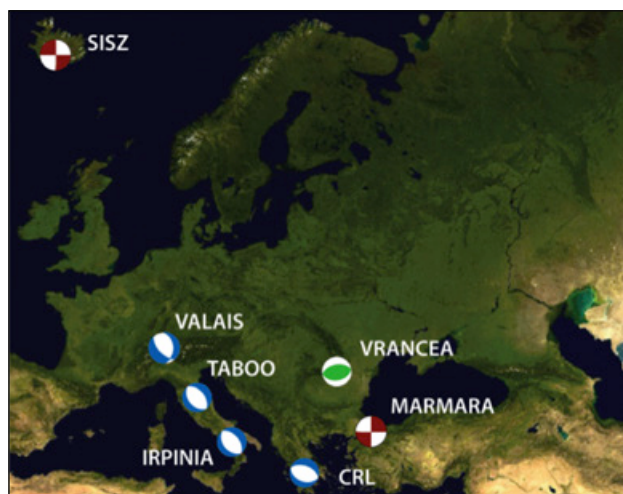 SISZ
VALAIS
VRANCEA
TABOO
MARMARA
IRPINIA
CRL